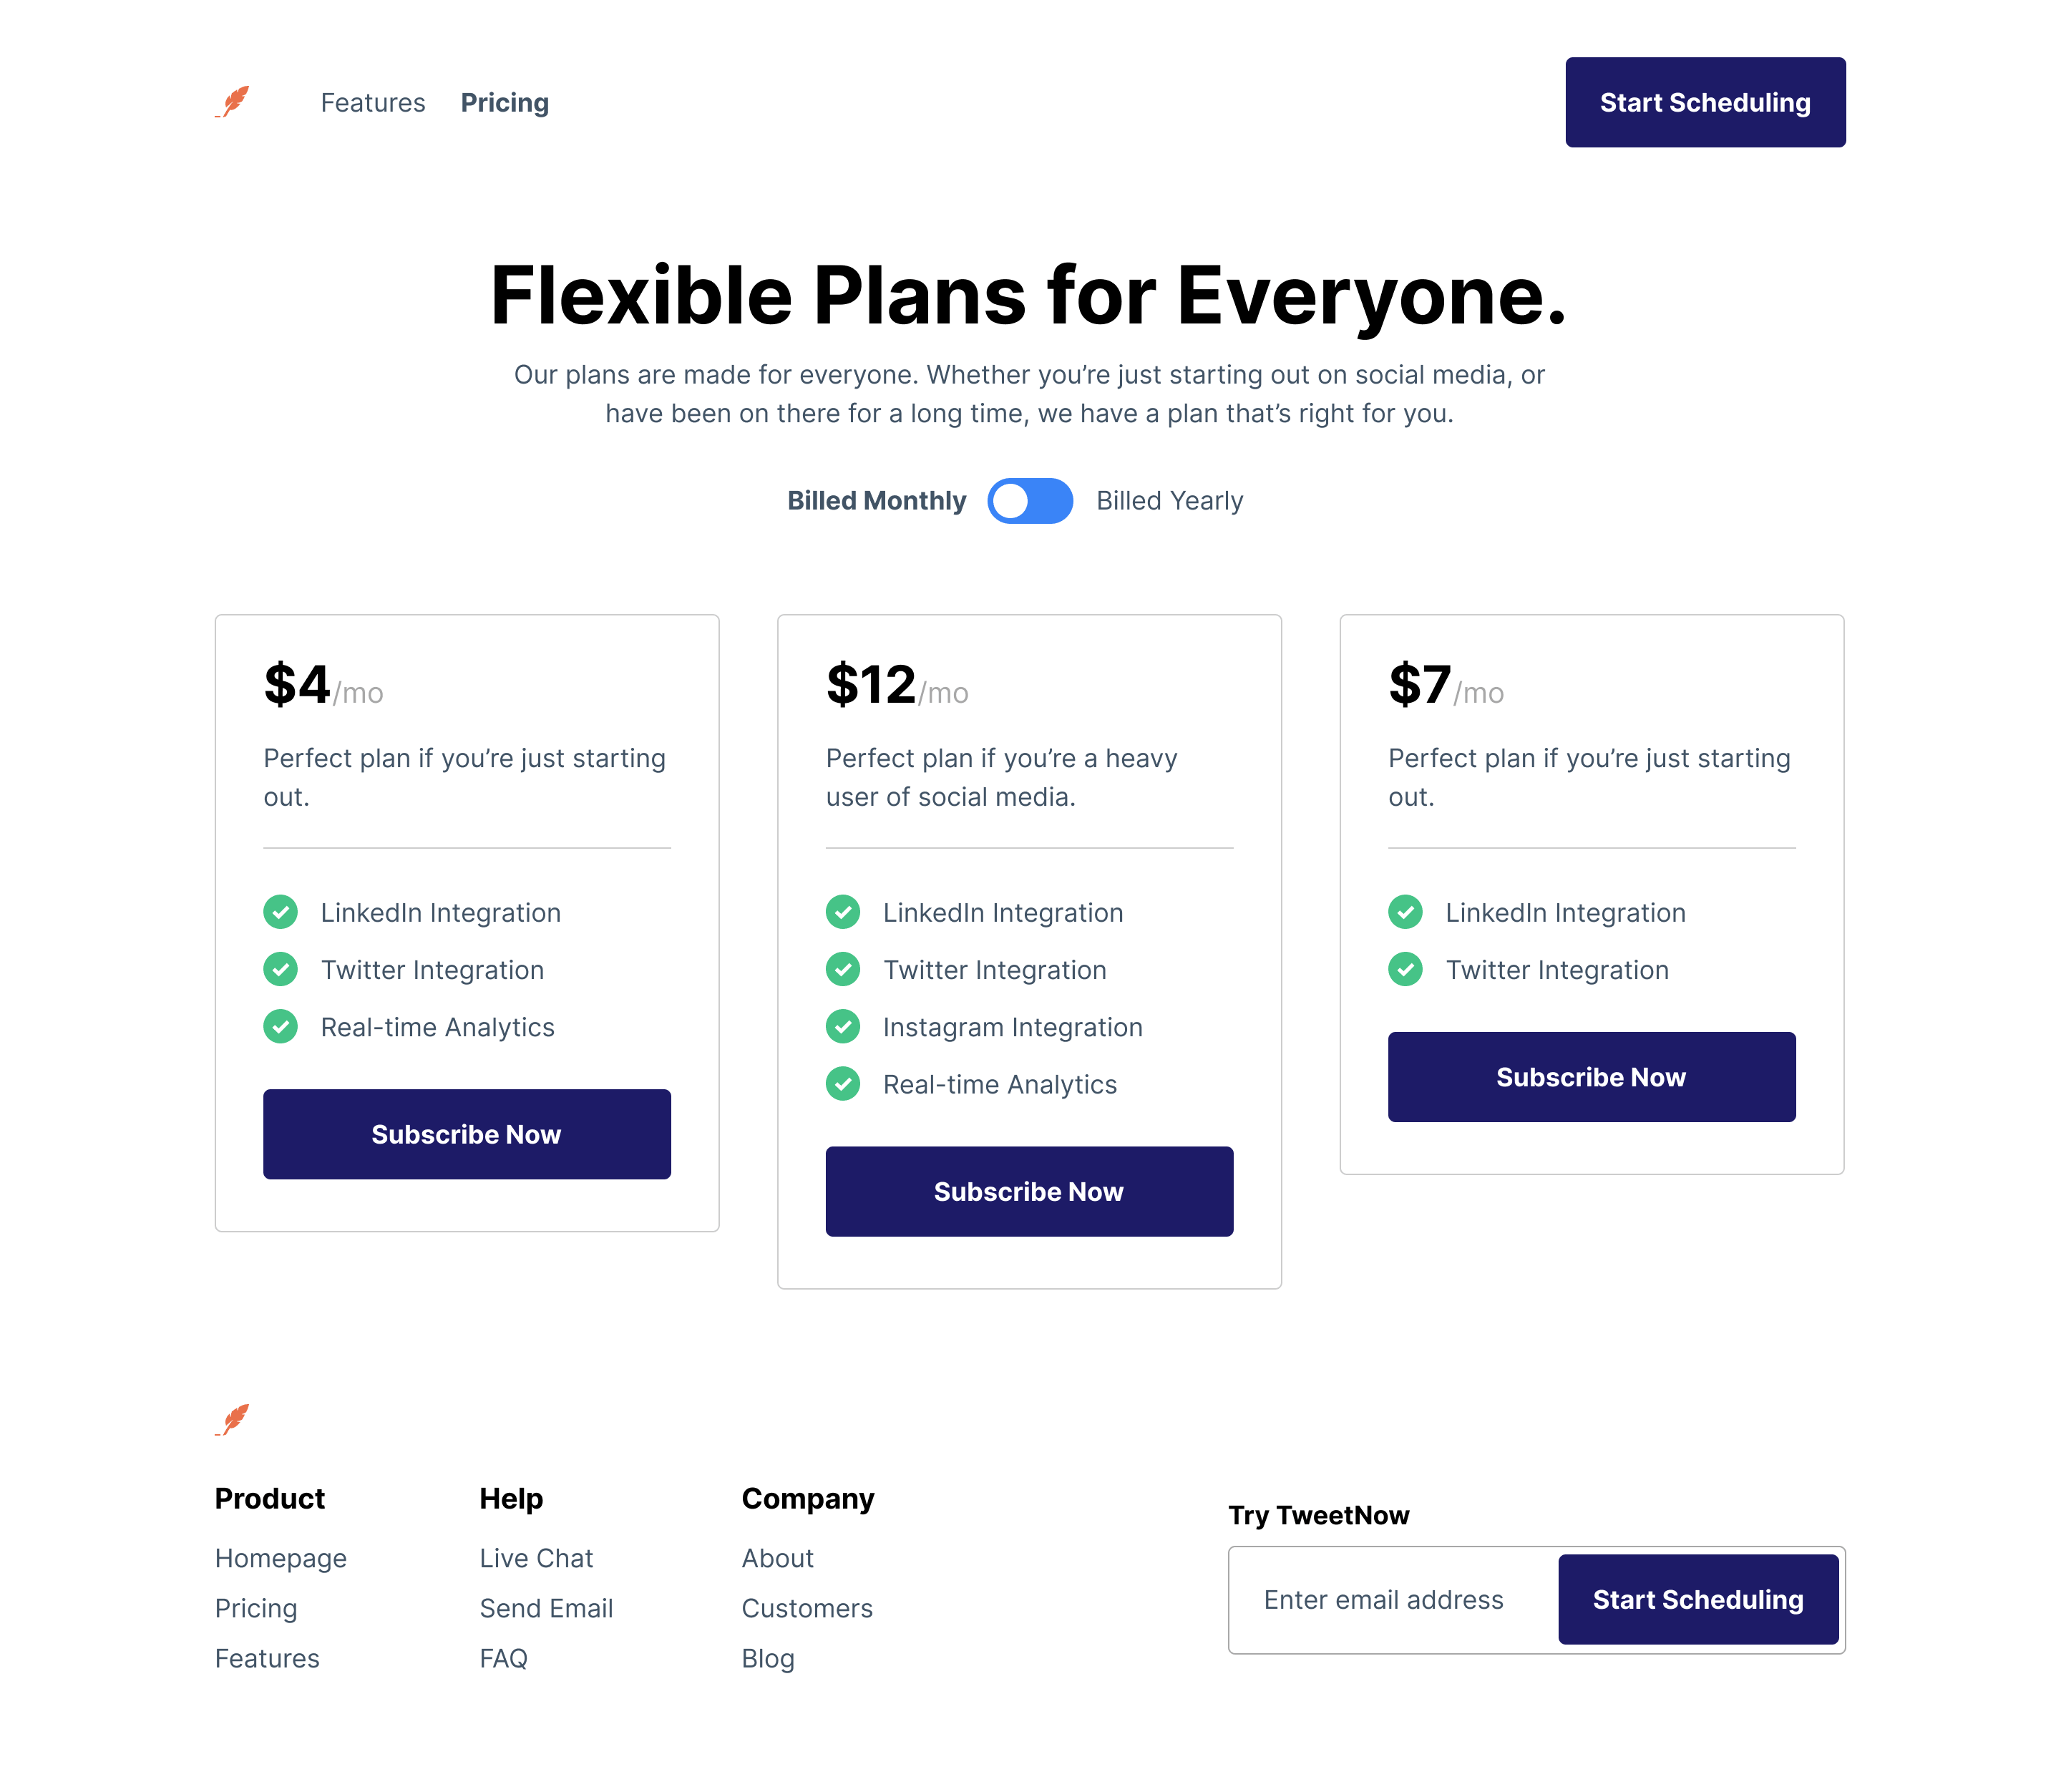 Features
Pricing
Start Scheduling
Flexible Plans for Everyone.
Our plans are made for everyone. Whether you’re just starting out on social media, or
have been on there for a long time, we have a plan that’s right for you.
Billed Monthly
Billed Yearly
$4/mo
Perfect plan if you’re just starting
out.
LinkedIn Integration
Twitter Integration
Real-time Analytics
Subscribe Now
$12/mo
Perfect plan if you’re a heavy
user of social media.
LinkedIn Integration
Twitter Integration
Instagram Integration
Real-time Analytics
Subscribe Now
$7/mo
Perfect plan if you’re just starting
out.
LinkedIn Integration
Twitter Integration
Subscribe Now
Product
Homepage
Pricing
Features
Help
Live Chat
Send Email
FAQ
Company
About
Customers
Blog
Try TweetNow
Enter email address
Start Scheduling